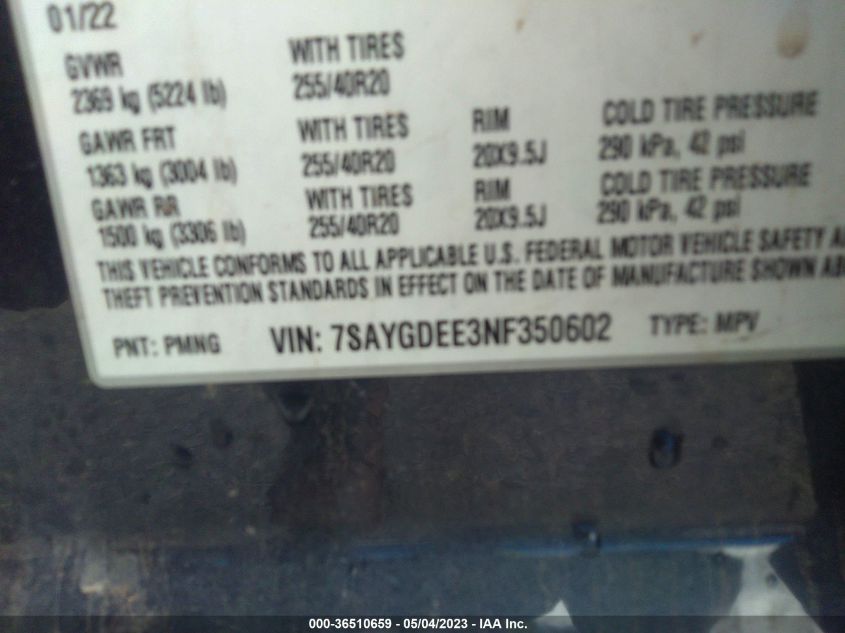 01/22
GVWR WITH TIRES
2369 kg (5224 lb) 255/40R20
GAWR FRT WITH TIRES RIM COLD TIRE PRESSURE
1363 kg (3004 lb) 255/40R20 20X9.5J 290 kPa, 42 psi
GAWR RR WITH TIRES RIM COLD TIRE PRESSURE
1500 kg (3306 lb) 255/40R20 20X9.5J 290 kPa, 42 psi
THIS VEHICLE CONFORMS TO ALL APPLICABLE U.S. FEDERAL MOTOR VEHICLE SAFETY A
THEFT PREVENTION STANDARDS IN EFFECT ON THE DATE OF MANUFACTURE SHOWN AB
PNT: PMNG VIN: 7SAYGDEE3NF350602 TYPE: MPV
000-36510659 - 05/04/2023 - IAA Inc.